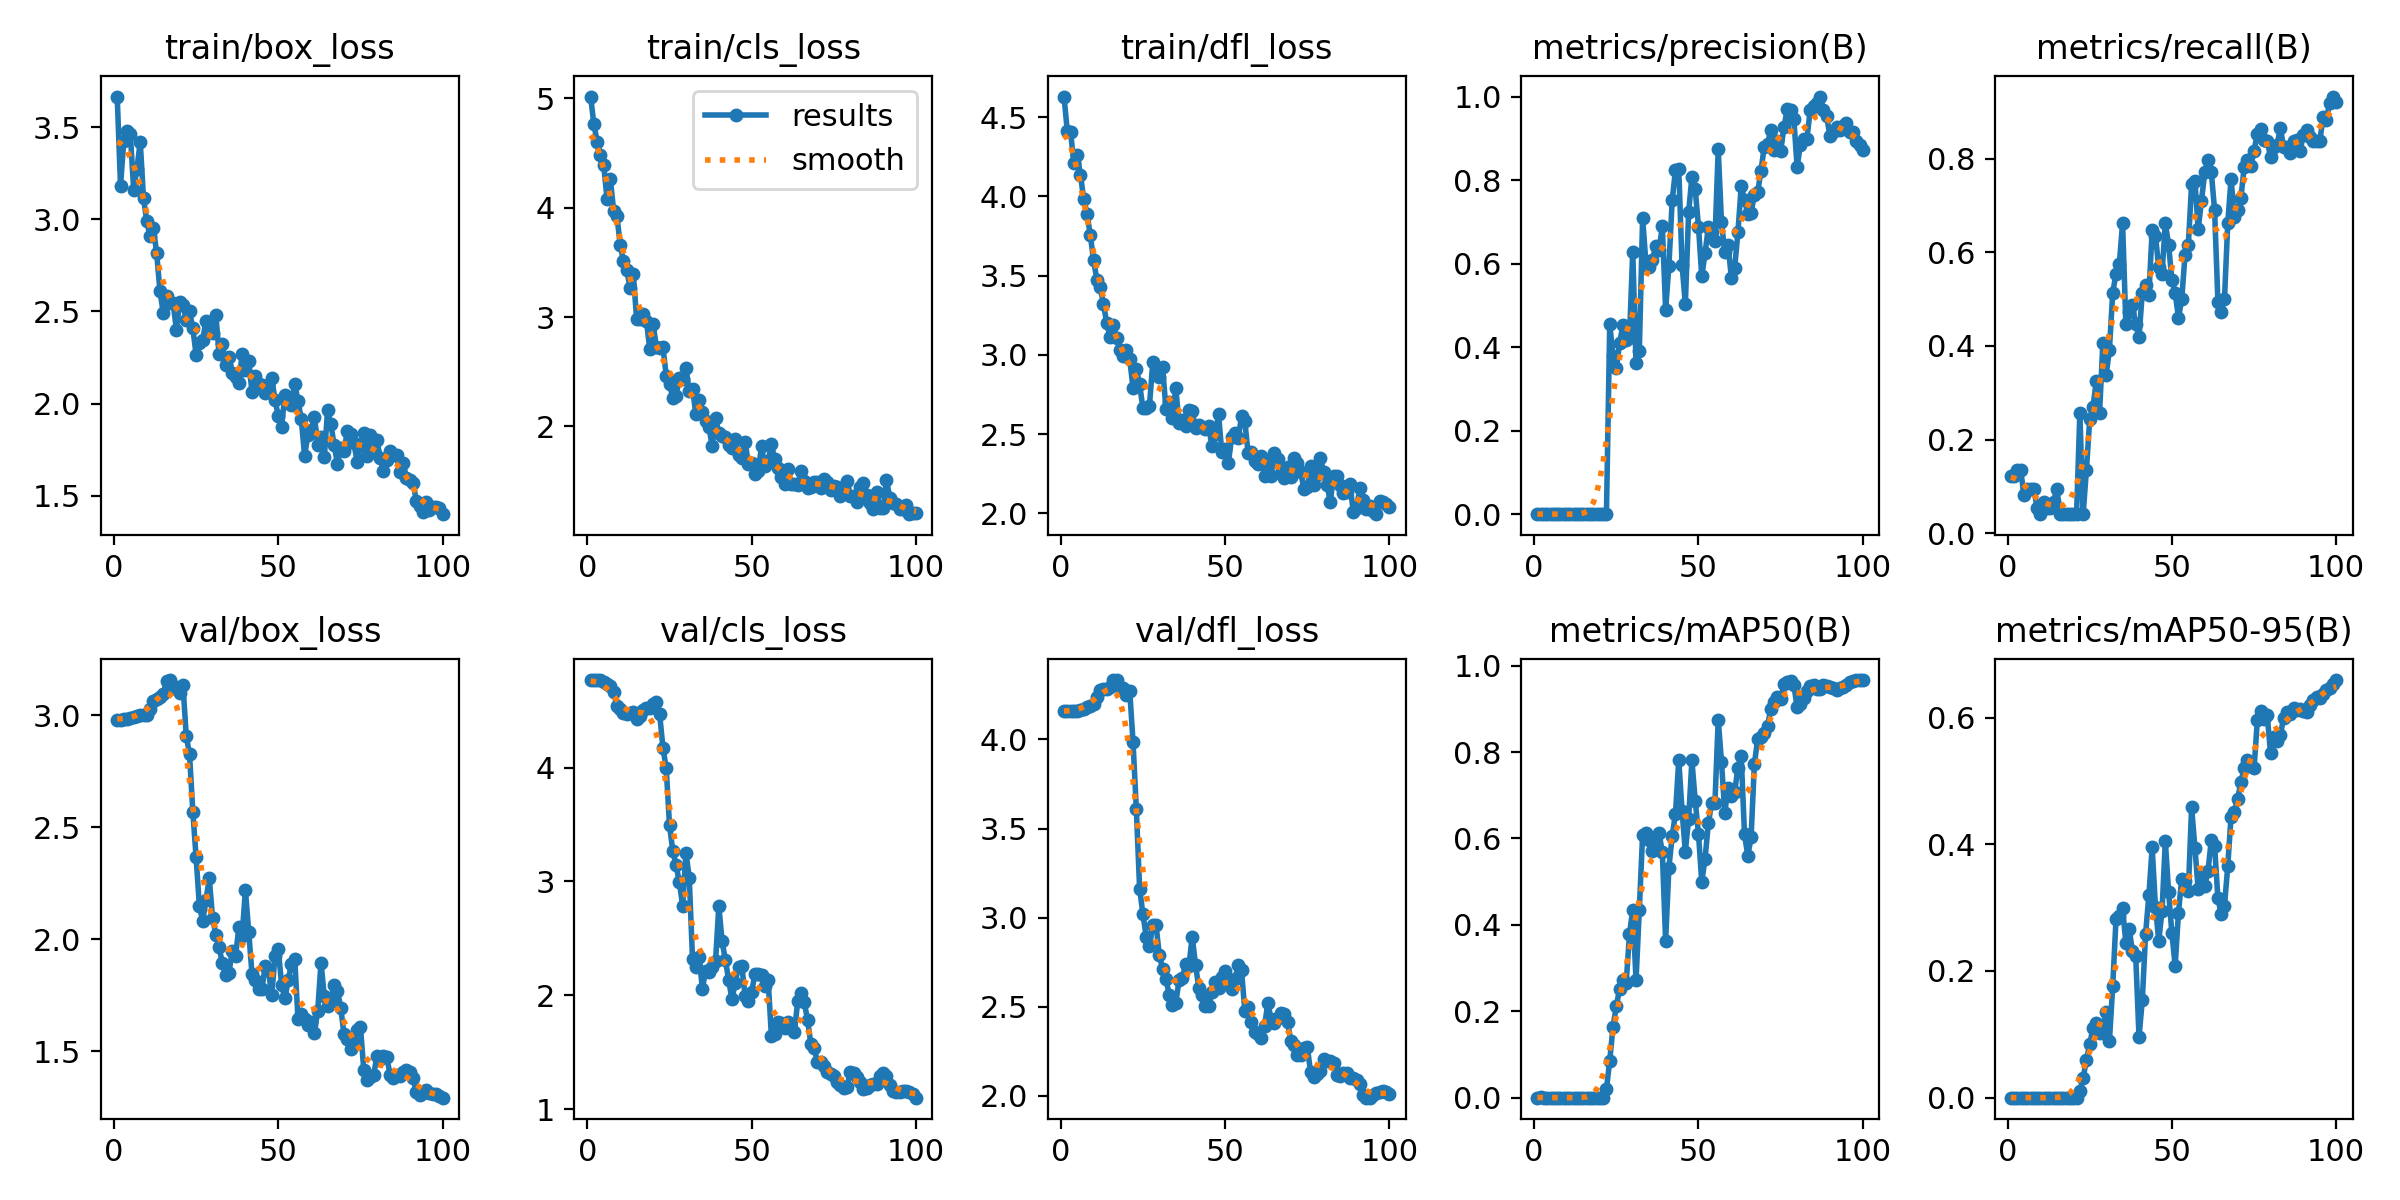 train/box_loss
3.5
3.0
2.5
2.0
1.5
0 50 100
train/cls_loss
results
smooth
5
4
3
2
0 50 100
train/dfl_loss
4.5
4.0
3.5
3.0
2.5
2.0
0 50 100
metrics/precision(B)
1.0
0.8
0.6
0.4
0.2
0.0
0 50 100
metrics/recall(B)
0.8
0.6
0.4
0.2
0.0
0 50 100
val/box_loss
3.0
2.5
2.0
1.5
0 50 100
val/cls_loss
4
3
2
1
0 50 100
val/dfl_loss
4.0
3.5
3.0
2.5
2.0
0 50 100
metrics/mAP50(B)
1.0
0.8
0.6
0.4
0.2
0.0
0 50 100
metrics/mAP50-95(B)
0.6
0.4
0.2
0.0
0 50 100